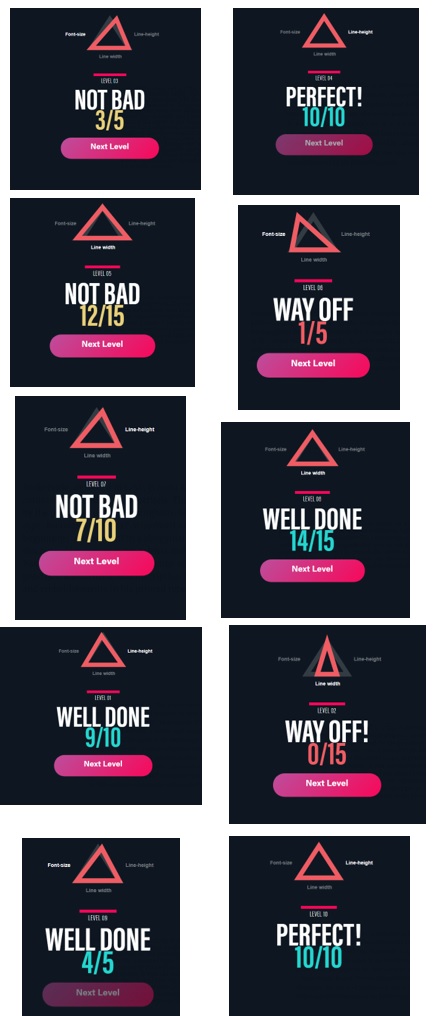 Font-size Line-height
Line width
LEVEL 03
NOT BAD
3/5
Next Level
Font-size Line-height
Line width
LEVEL 04
PERFECT!
10/10
Next Level
Font-size Line-height
Line width
LEVEL 05
NOT BAD
12/15
Next Level
Font-size Line-height
Line width
LEVEL 06
WAY OFF
1/5
Next Level
Font-size Line-height
Line width
LEVEL 07
NOT BAD
7/10
Next Level
Font-size Line-height
Line width
WELL DONE
14/15
Next Level
Font-size Line-height
Line width
LEVEL 01
WELL DONE
9/10
Next Level
Font-size Line-height
Line width
LEVEL 02
WAY OFF!
0/15
Next Level
Font-size Line-height
Line width
LEVEL 09
WELL DONE
4/5
Next Level
Font-size Line-height
Line width
LEVEL 10
PERFECT!
10/10